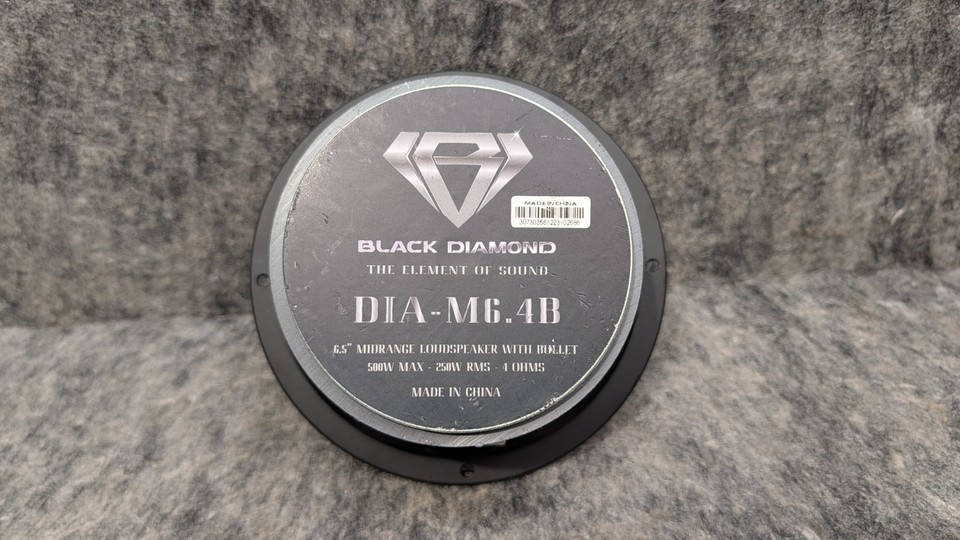 MADE IN CHINA
BLACK DIAMOND
THE ELEMENT OF SOUND
DIA-M6.4B
6.5" MIDRANGE LOUDSPEAKER WITH BULLET
500W MAX - 250W RMS - 4 OHMS
MADE IN CHINA